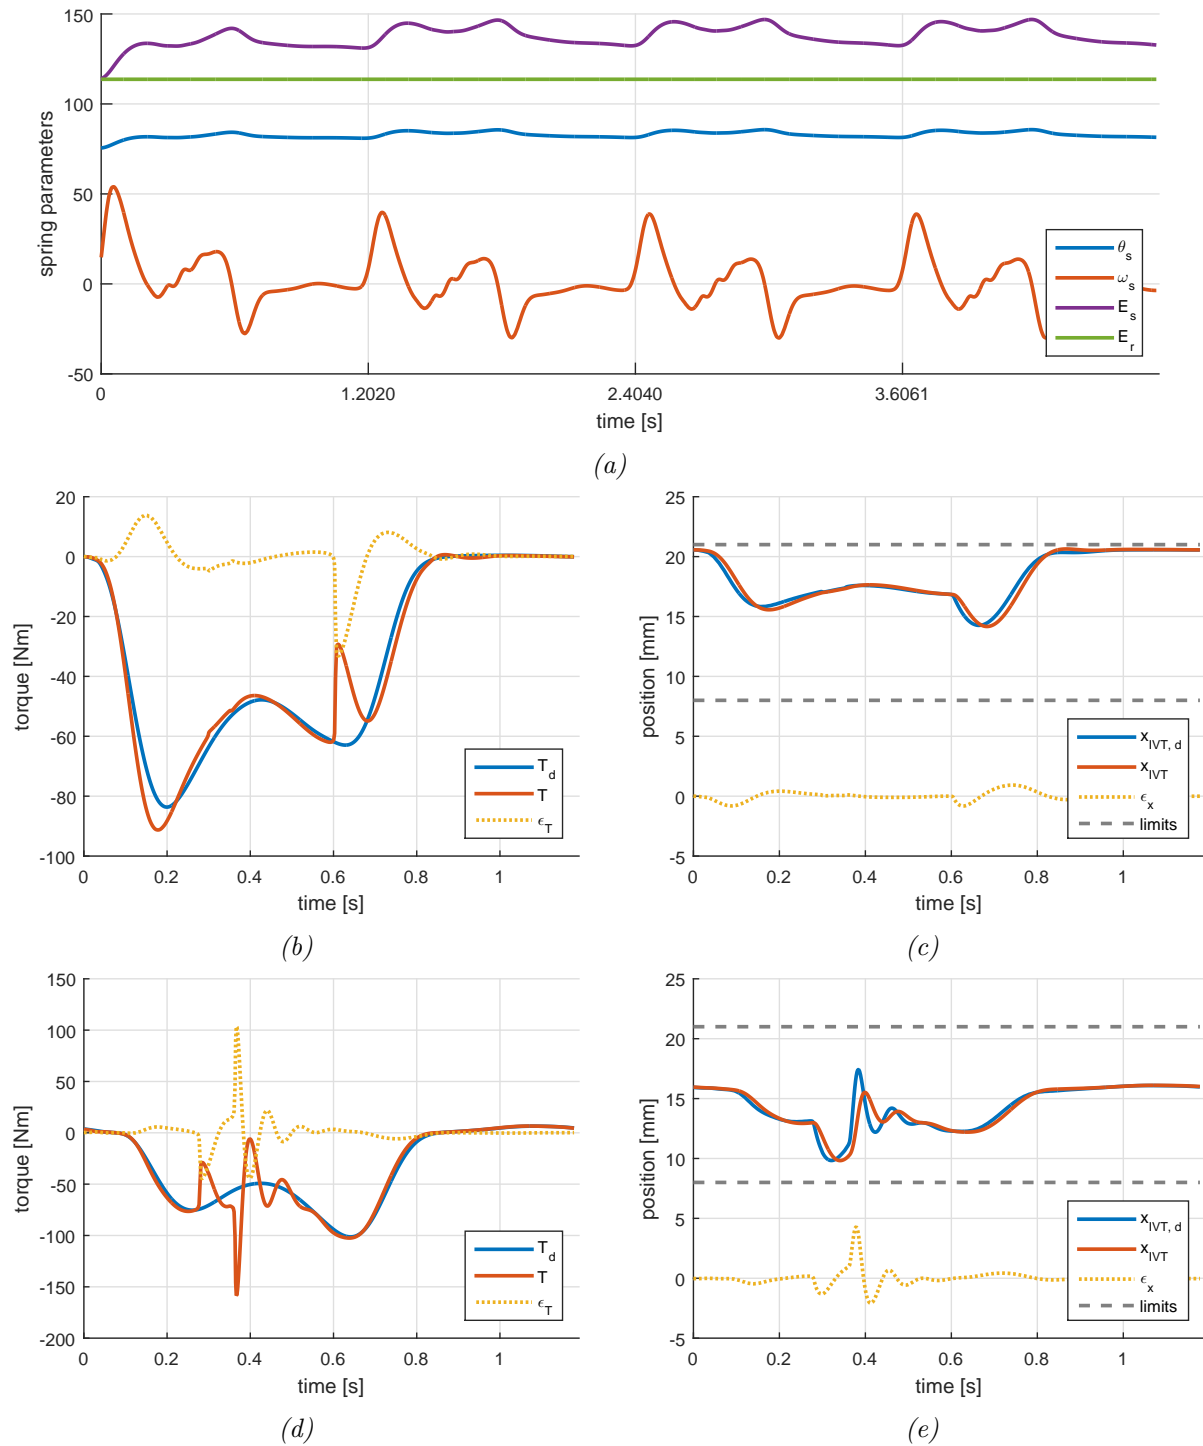 150
100
50
0
-50
spring parameters
0
1.2020
2.4040
3.6061
time [s]
θs
ωs
Es
Er
(a)
20
0
-20
-40
-60
-80
-100
torque [Nm]
0
0.2
0.4
0.6
0.8
1
time [s]
Td
T
ϵT
(b)
25
20
15
10
5
0
-5
position [mm]
0
0.2
0.4
0.6
0.8
1
time [s]
xIVT, d
xIVT
ϵx
limits
(c)
150
100
50
0
-50
-100
-150
-200
torque [Nm]
0
0.2
0.4
0.6
0.8
1
time [s]
Td
T
ϵT
(d)
25
20
15
10
5
0
-5
position [mm]
0
0.2
0.4
0.6
0.8
1
time [s]
xIVT, d
xIVT
ϵx
limits
(e)